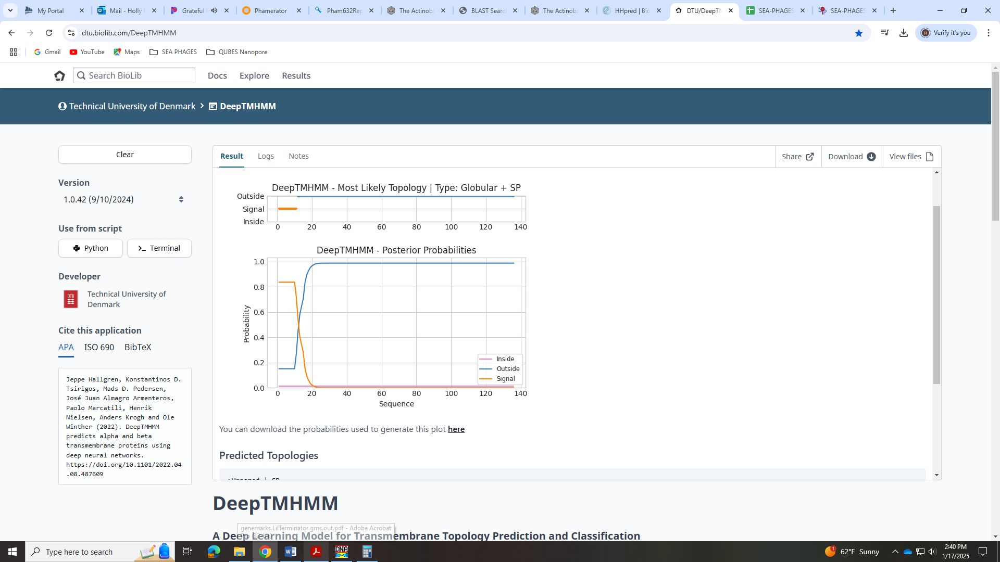 My Portal
Mail - Holly
Grateful
Phamerator
Pham632Rep
The Actinoba
BLAST Searc
The Actinoba
HHpred | Bio
DTU/DeepTM
SEA-PHAGES
SEA-PHAGES
dtu.biolib.com/DeepTMHMM
Verify it's you
Gmail
YouTube
Maps
SEA PHAGES
QUBES Nanopore
Search BioLib
Docs
Explore
Results
Technical University of Denmark > DeepTMHMM
Clear
Version
1.0.42 (9/10/2024)
Use from script
Python
Terminal
Developer
DTU
Technical University of
Denmark
Cite this application
APA
ISO 690
BibTeX
Jeppe Hallgren, Konstantinos D.
Tsirigos, Mads D. Pedersen,
José Juan Almagro Armenteros,
Paolo Marcatili, Henrik
Nielsen, Anders Krogh and Ole
Winther (2022). DeepTMHMM
predicts alpha and beta
transmembrane proteins using
deep neural networks.
https://doi.org/10.1101/2022.04
.08.487609
Result
Logs
Notes
Share
Download
View files
DeepTMHMM - Most Likely Topology | Type: Globular + SP
Outside
Signal
Inside
0 20 40 60 80 100 120 140
DeepTMHMM - Posterior Probabilities
1.0
0.8
0.6
0.4
0.2
0.0
Probability
0 20 40 60 80 100 120 140
Sequence
Inside
Outside
Signal
You can download the probabilities used to generate this plot here
Predicted Topologies
>Unnamed | SP
DeepTMHMM
genemarks.LilTerminator.gms.out.pdf - Adobe Acrobat
A Deep Learning Model for Transmembrane Topology Prediction and Classification
Type here to search
DNA
1
62°F Sunny
2:40 PM
1/17/2025